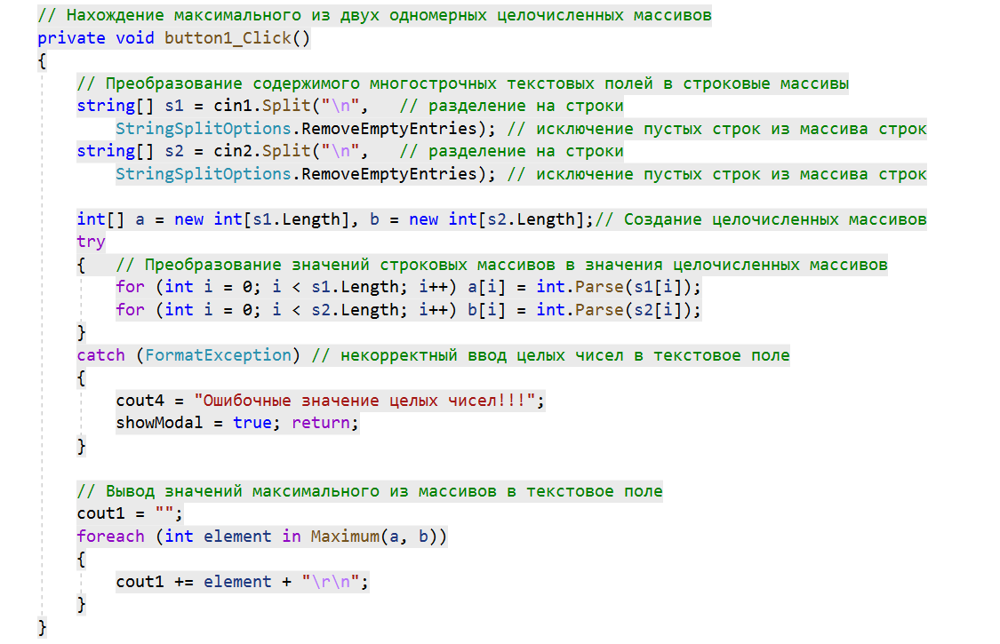 // Нахождение максимального из двух одномерных целочисленных массивов
private void button1_Click()
{
// Преобразование содержимого многострочных текстовых полей в строковые массивы
string[] s1 = cin1.Split("\n",   // разделение на строки
StringSplitOptions.RemoveEmptyEntries); // исключение пустых строк из массива строк
string[] s2 = cin2.Split("\n",   // разделение на строки
StringSplitOptions.RemoveEmptyEntries); // исключение пустых строк из массива строк
int[] a = new int[s1.Length], b = new int[s2.Length];// Создание целочисленных массивов
try
{   // Преобразование значений строковых массивов в значения целочисленных массивов
for (int i = 0; i < s1.Length; i++) a[i] = int.Parse(s1[i]);
for (int i = 0; i < s2.Length; i++) b[i] = int.Parse(s2[i]);
}
catch (FormatException) // некорректный ввод целых чисел в текстовое поле
{
cout4 = "Ошибочные значение целых чисел!!!";
showModal = true; return;
}
// Вывод значений максимального из массивов в текстовое поле
cout1 = "";
foreach (int element in Maximum(a, b))
{
cout1 += element + "\r\n";
}
}